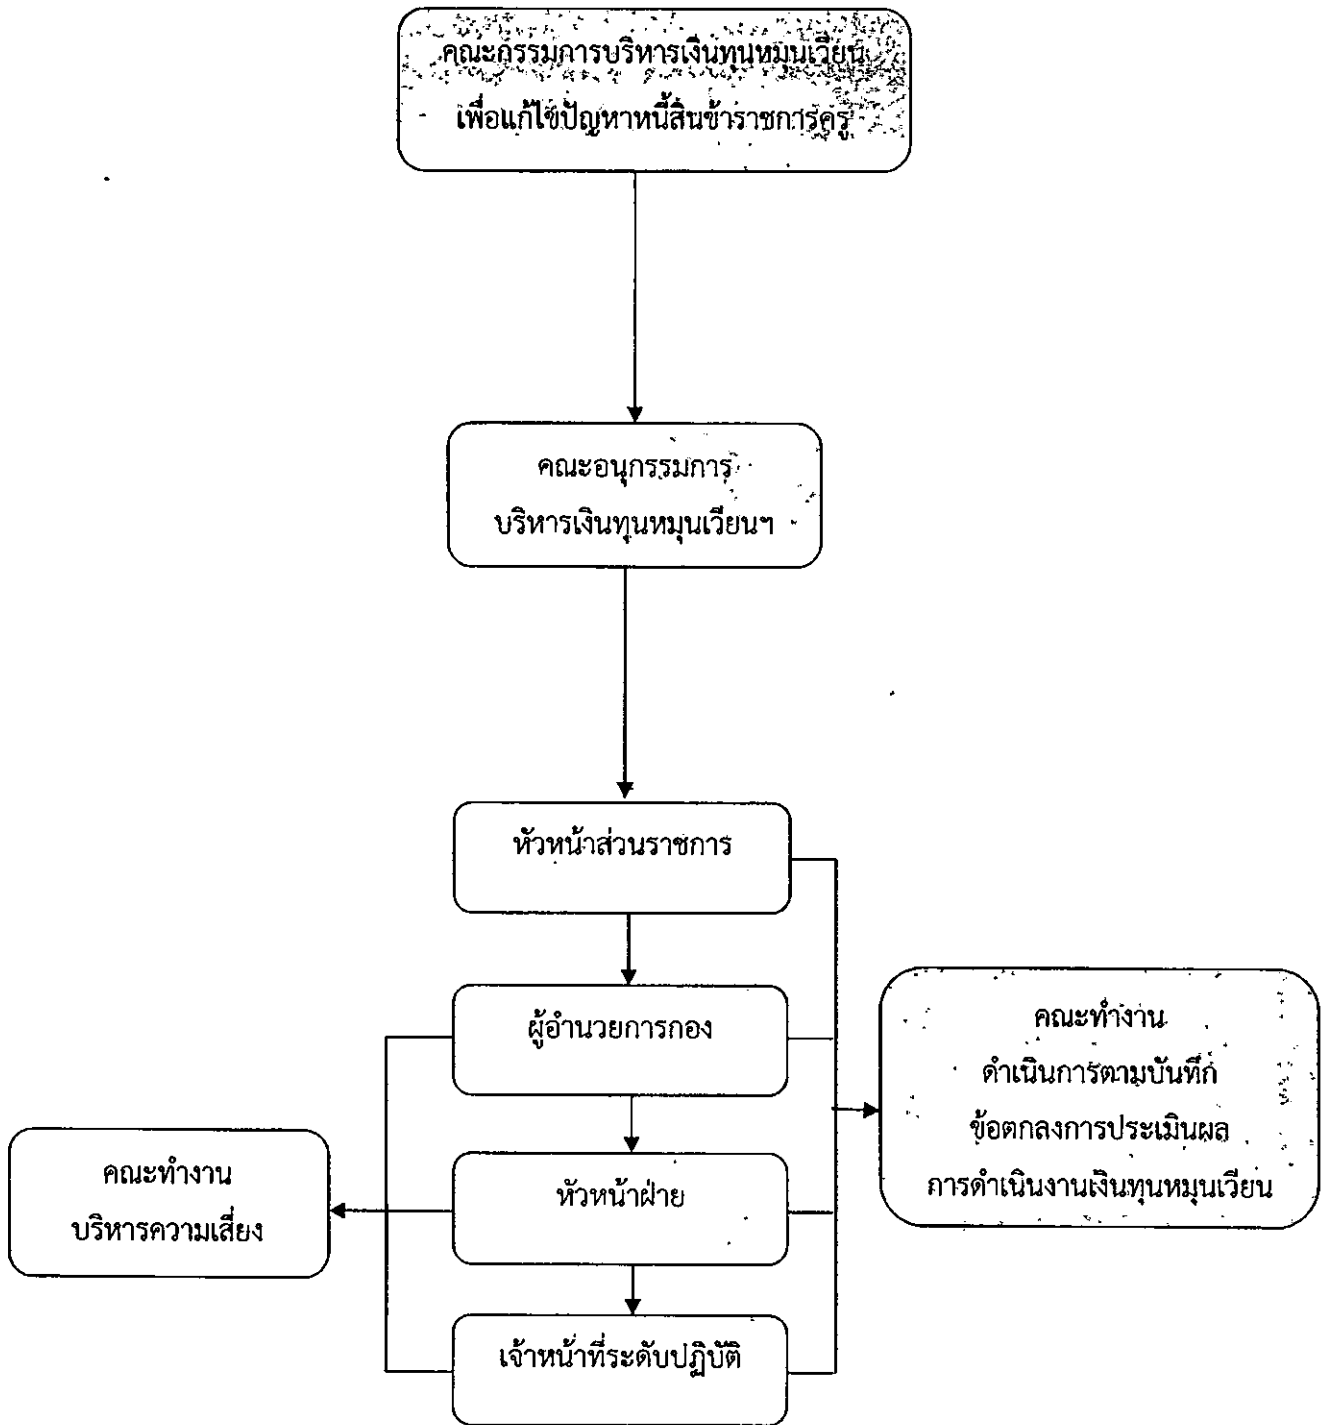 คณะกรรมการบริหารเงินทุนหมุนเวียน
เพื่อแก้ไขปัญหาหนี้สินข้าราชการครู
คณะอนุกรรมการ
บริหารเงินทุนหมุนเวียนฯ
หัวหน้าส่วนราชการ
ผู้อำนวยการกอง
คณะทำงาน
ดำเนินการตามบันทึก
ข้อตกลงการประเมินผล
การดำเนินงานเงินทุนหมุนเวียน
คณะทำงาน
บริหารความเสี่ยง
หัวหน้าฝ่าย
เจ้าหน้าที่ระดับปฏิบัติ